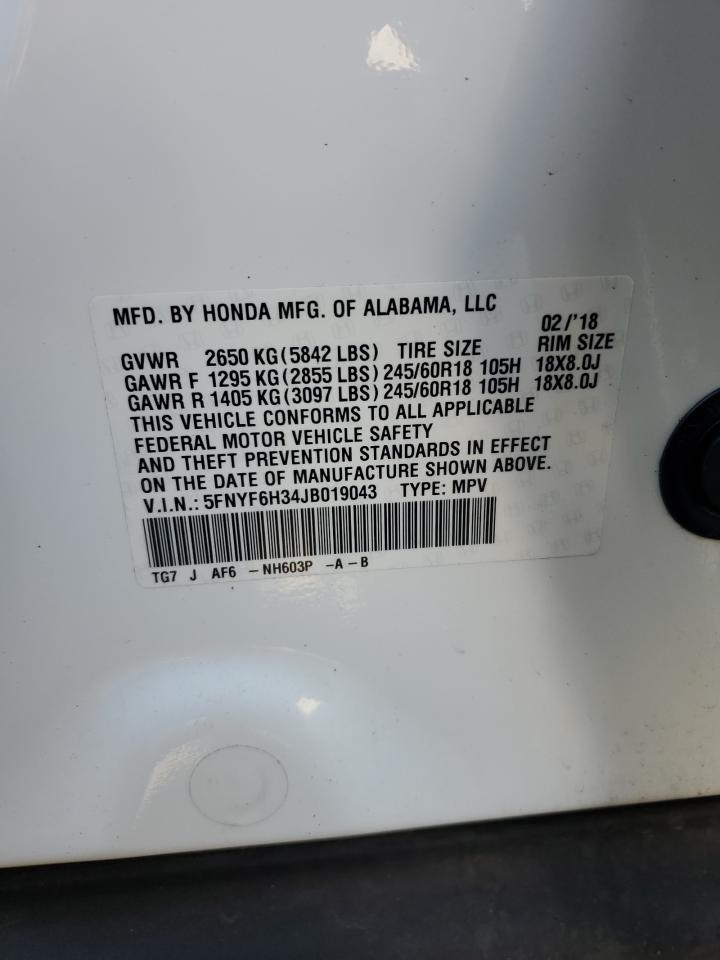 MFD. BY HONDA MFG. OF ALABAMA, LLC
02/'18
GVWR 2650 KG(5842 LBS) TIRE SIZE RIM SIZE
GAWR F 1295 KG(2855 LBS)245/60R18 105H 18X8.0J
GAWR R 1405 KG(3097 LBS)245/60R18 105H 18X8.0J
THIS VEHICLE CONFORMS TO ALL APPLICABLE
FEDERAL MOTOR VEHICLE SAFETY
AND THEFT PREVENTION STANDARDS IN EFFECT
ON THE DATE OF MANUFACTURE SHOWN ABOVE.
V.I.N.: 5FNYF6H34JB019043 TYPE: MPV
TG7 J AF6 -NH603P -A-B